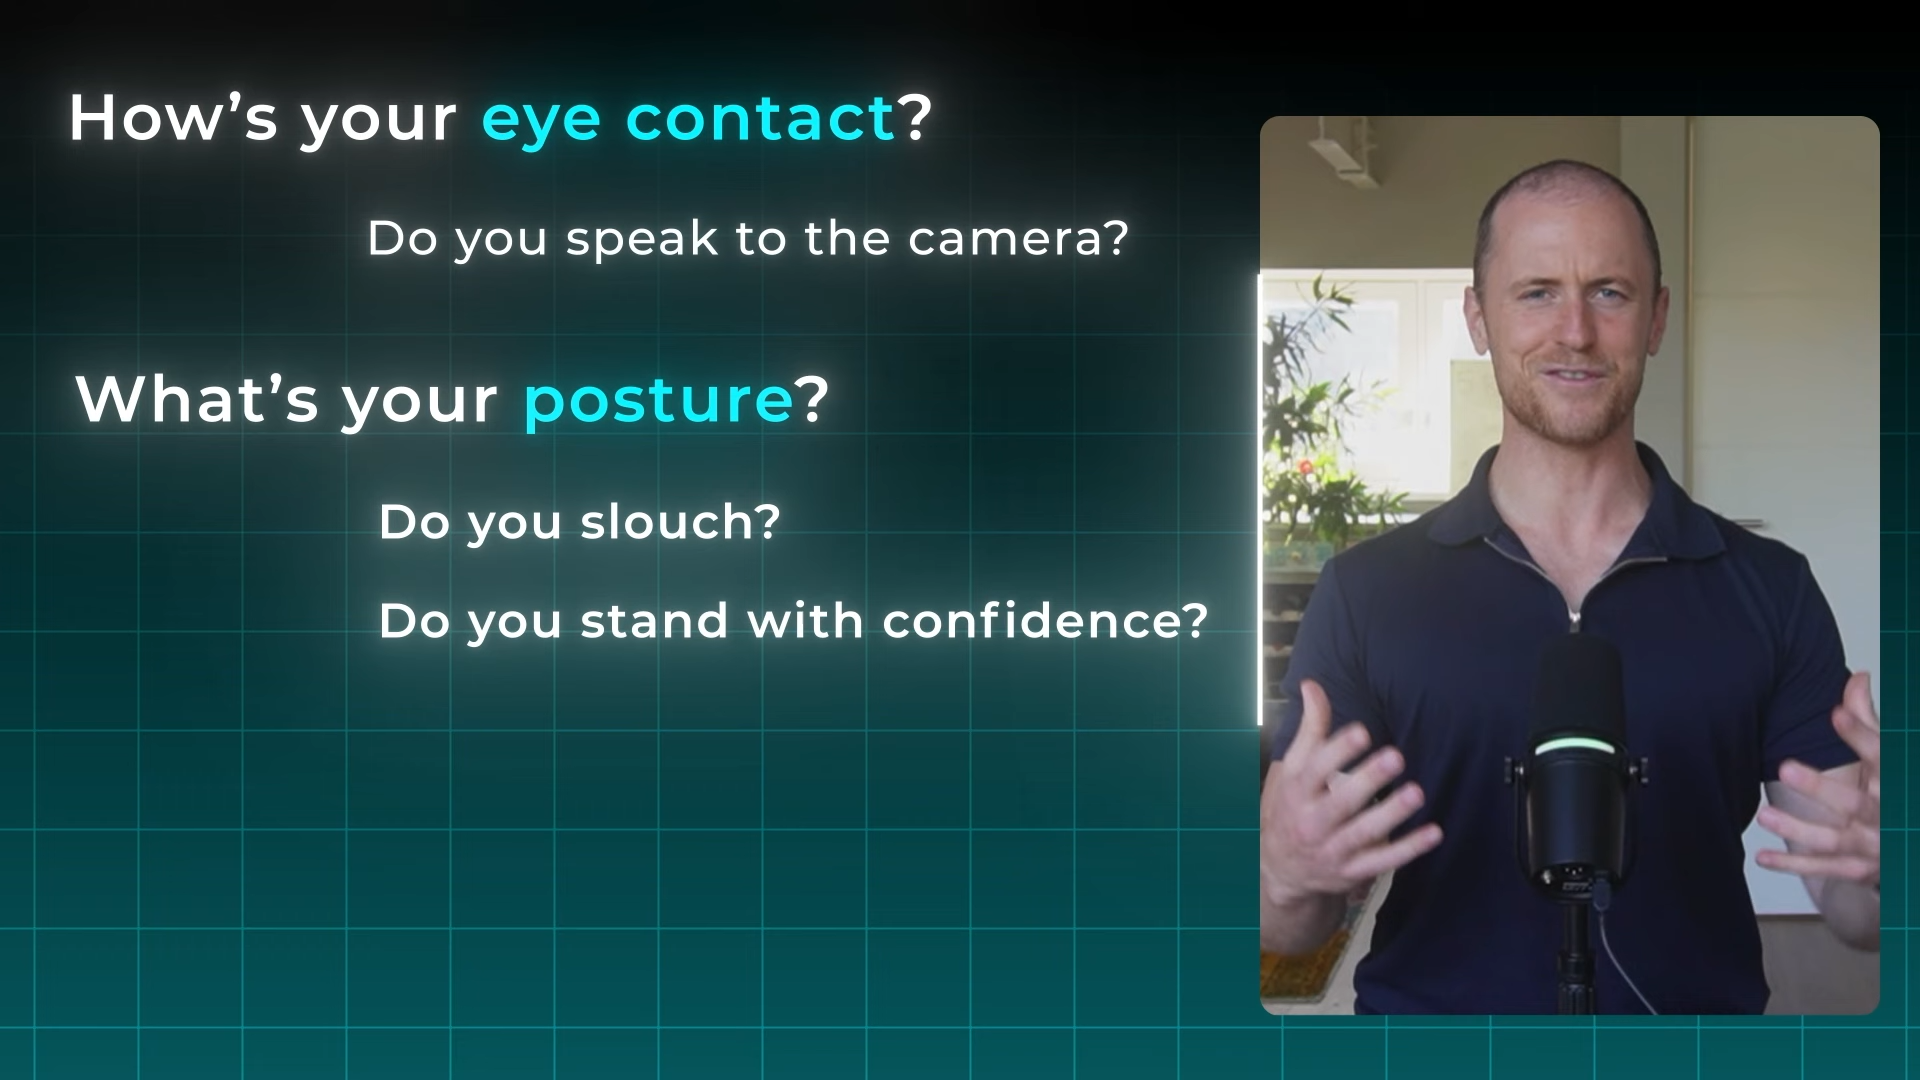 How’s your eye contact?
Do you speak to the camera?
What’s your posture?
Do you slouch?
Do you stand with confidence?